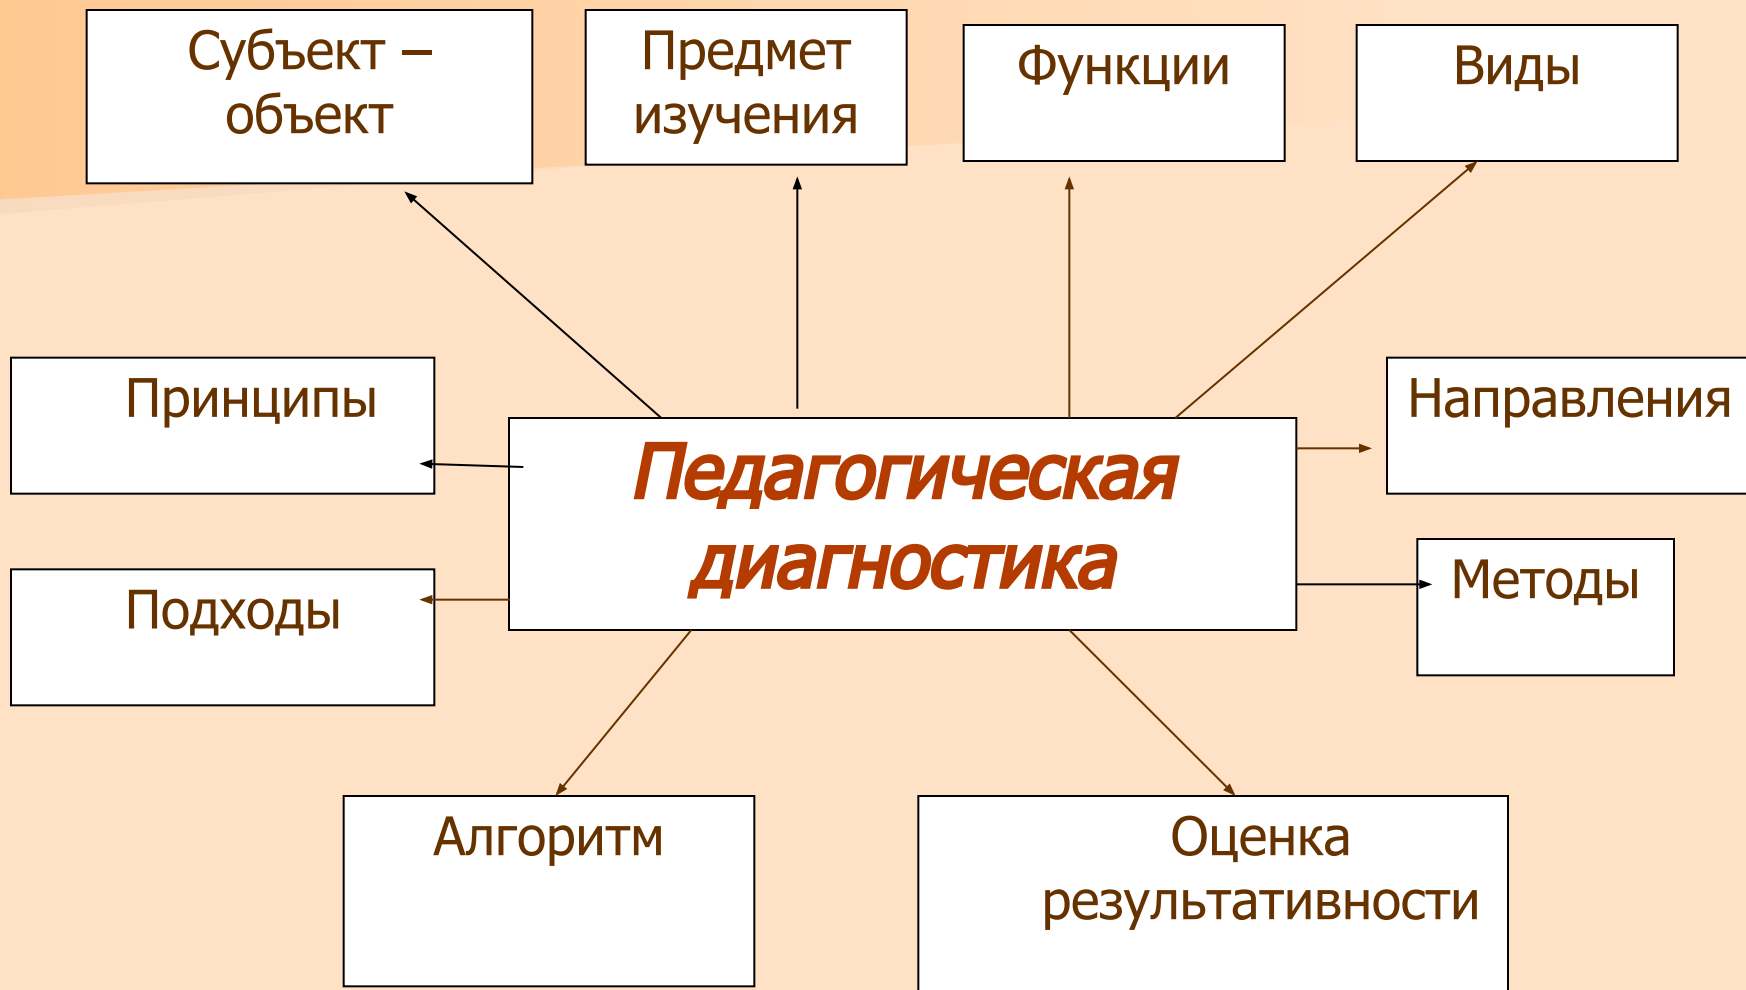 Субъект –
объект
Предмет
изучения
Функции
Виды
Принципы
Направления
Педагогическая
диагностика
Подходы
Методы
Алгоритм
Оценка
результативности